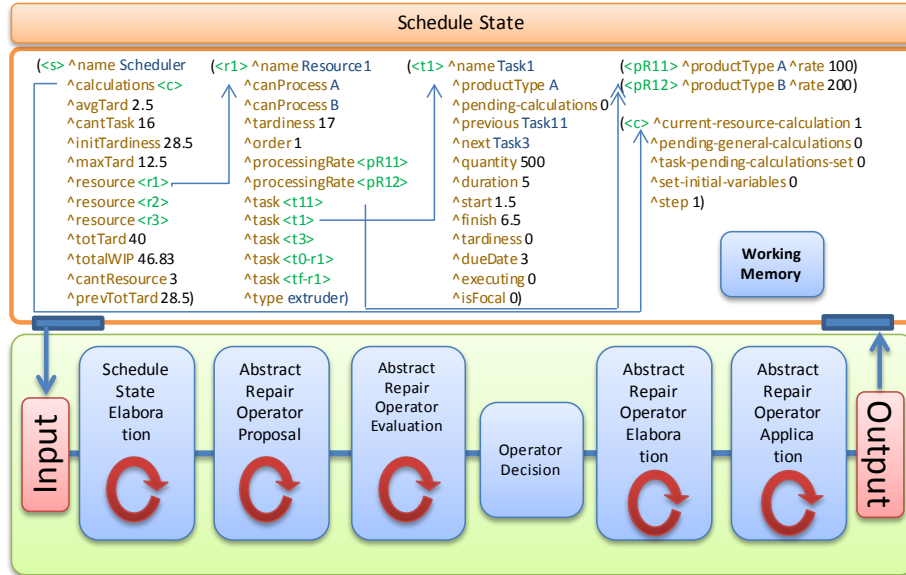 Schedule State
(<s> ^name Scheduler
^calculations <c>
^avgTard 2.5
^cantTask 16
^initTardiness 28.5
^maxTard 12.5
^resource <r1>
^resource <r2>
^resource <r3>
^totTard 40
^totalWIP 46.83
^cantResource 3
^prevTotTard 28.5)
(<r1> ^name Resource1
^canProcess A
^canProcess B
^tardiness 17
^order 1
^processingRate <pR11>
^processingRate <pR12>
^task <t11>
^task <t1>
^task <t3>
^task <t0-r1>
^task <tf-r1>
^type extruder)
(<t1> ^name Task1
^productType A
^pending-calculations 0
^previous Task11
^next Task3
^quantity 500
^duration 5
^start 1.5
^finish 6.5
^tardiness 0
^dueDate 3
^executing 0
^isFocal 0)
(<pR11> ^productType A ^rate 100)
(<pR12> ^productType B ^rate 200)
(<c> ^current-resource-calculation 1
^pending-general-calculations 0
^task-pending-calculations-set 0
^set-initial-variables 0
^step 1)
Working
Memory
Input
Schedule
State
Elabora
tion
Abstract
Repair
Operator
Proposal
Abstract
Repair
Operator
Evaluation
Operator
Decision
Abstract
Repair
Operator
Elabora
tion
Abstract
Repair
Operator
Applica
tion
Output